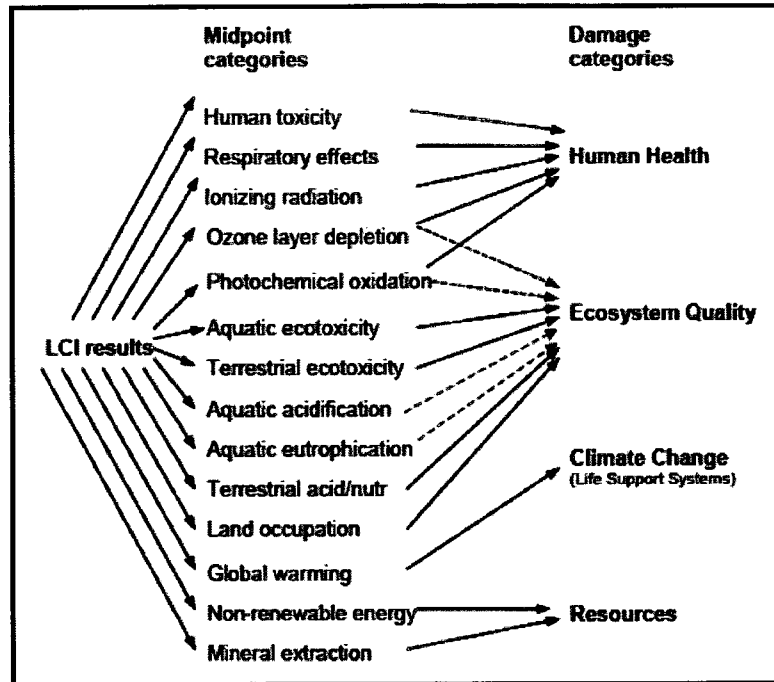 Midpoint
categories
Damage
categories
Human toxicity
Respiratory effects
Human Health
Ionizing radiation
Ozone layer depletion
Photochemical oxidation
Ecosystem Quality
Aquatic ecotoxicity
LCI results
Terrestrial ecotoxicity
Aquatic acidification
Aquatic eutrophication
Climate Change
(Life Support Systems)
Terrestrial acid/nutr
Land occupation
Global warming
Non-renewable energy
Resources
Mineral extraction